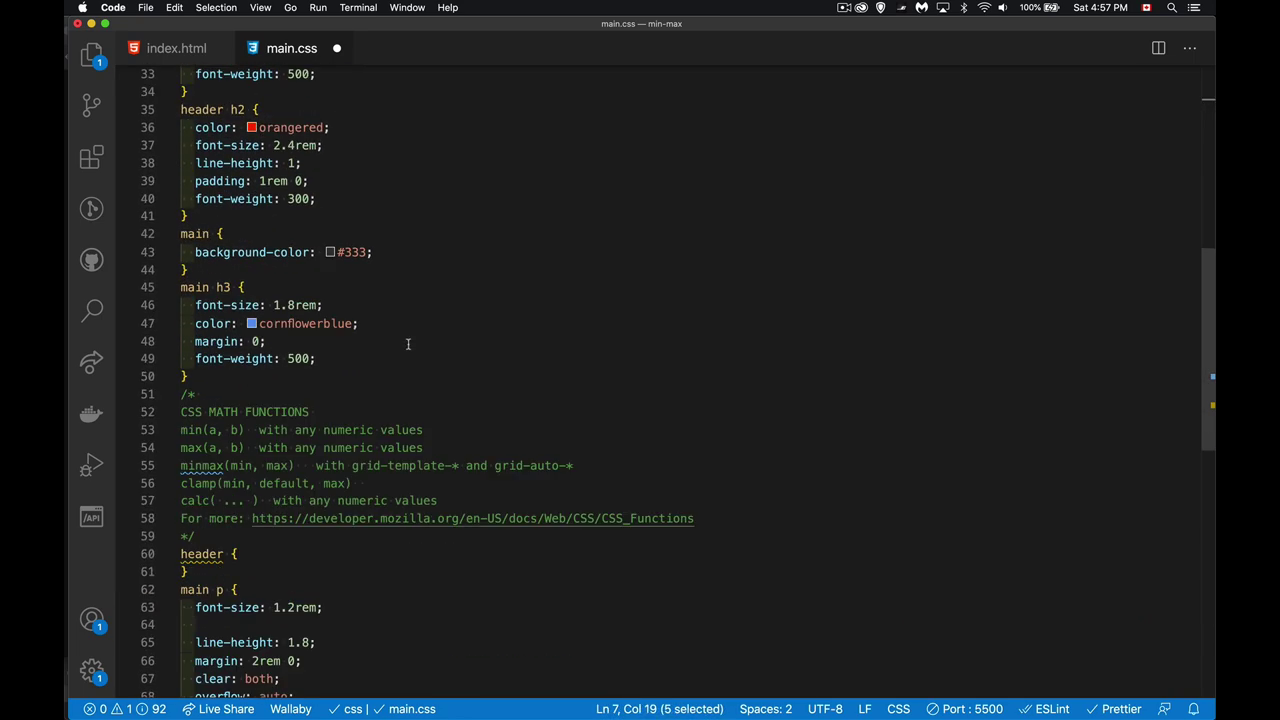 Code File Edit Selection View Go Run Terminal Window Help 100% Sat 4:57 PM
main.css — min-max
index.html main.css
33 font-weight: 500;
34 }
35 header h2 {
36 color: orangered;
37 font-size: 2.4rem;
38 line-height: 1;
39 padding: 1rem 0;
40 font-weight: 300;
41 }
42 main {
43 background-color: #333;
44 }
45 main h3 {
46 font-size: 1.8rem;
47 color: cornflowerblue;
48 margin: 0;
49 font-weight: 500;
50 }
51 /*
52 CSS MATH FUNCTIONS
53 min(a, b) with any numeric values
54 max(a, b) with any numeric values
55 minmax(min, max) with grid-template-* and grid-auto-*
56 clamp(min, default, max)
57 calc( ... ) with any numeric values
58 For more: https://developer.mozilla.org/en-US/docs/Web/CSS/CSS_Functions
59 */
60 header {
61 }
62 main p {
63 font-size: 1.2rem;
64
65 line-height: 1.8;
66 margin: 2rem 0;
67 clear: both;
68 overflow: auto;
1
1
1
/API
0 1 92 Live Share Wallaby css | main.css Ln 7, Col 19 (5 selected) Spaces: 2 UTF-8 LF CSS Port : 5500 ESLint Prettier